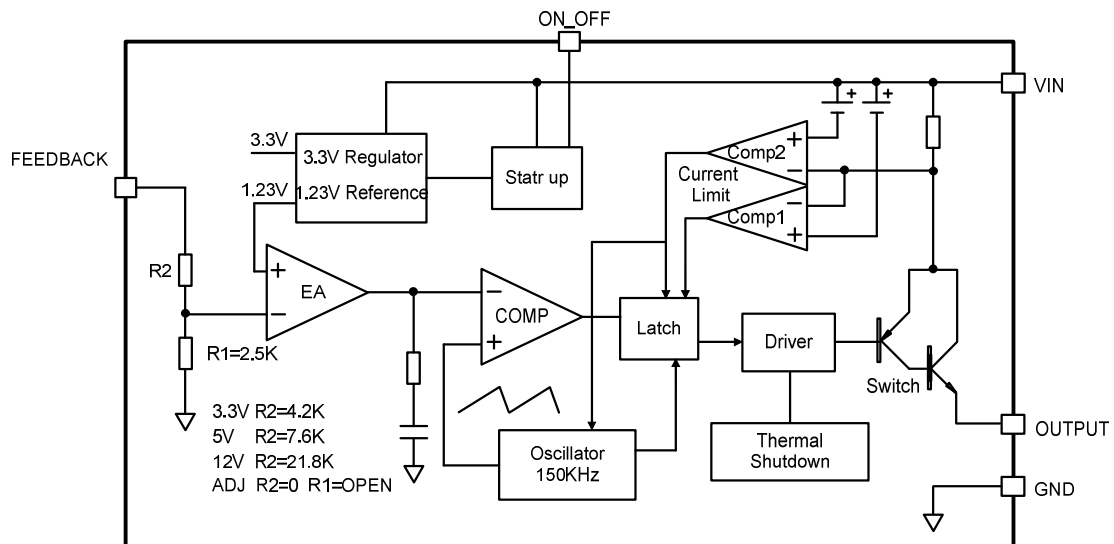 ON_OFF
VIN
FEEDBACK
3.3V
3.3V Regulator
1.23V
1.23V Reference
Statr up
Comp2
Current
Limit
Comp1
+
−
−
+
+
+
R2
+
−
EA
−
+
COMP
Latch
Driver
Switch
R1=2.5K
3.3V R2=4.2K
5V R2=7.6K
12V R2=21.8K
ADJ R2=0 R1=OPEN
Oscillator
150KHz
Thermal
Shutdown
OUTPUT
GND